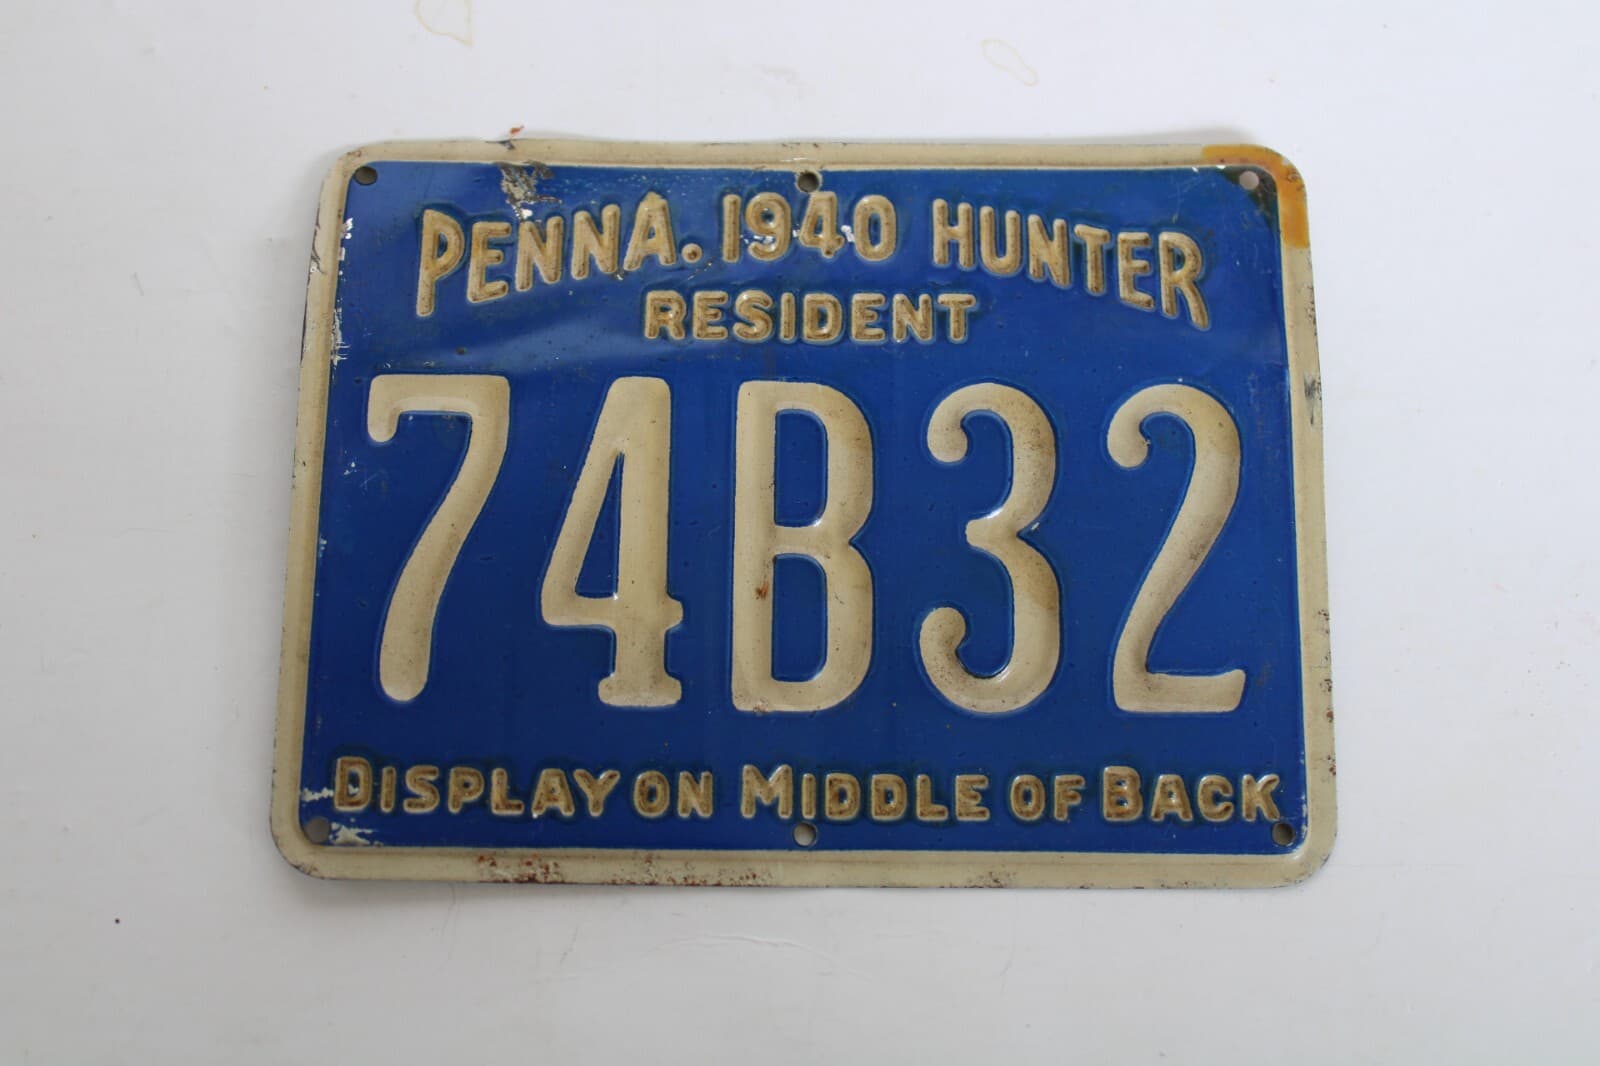 PENNA. 1940 HUNTER
RESIDENT
74B32
DISPLAY ON MIDDLE OF BACK